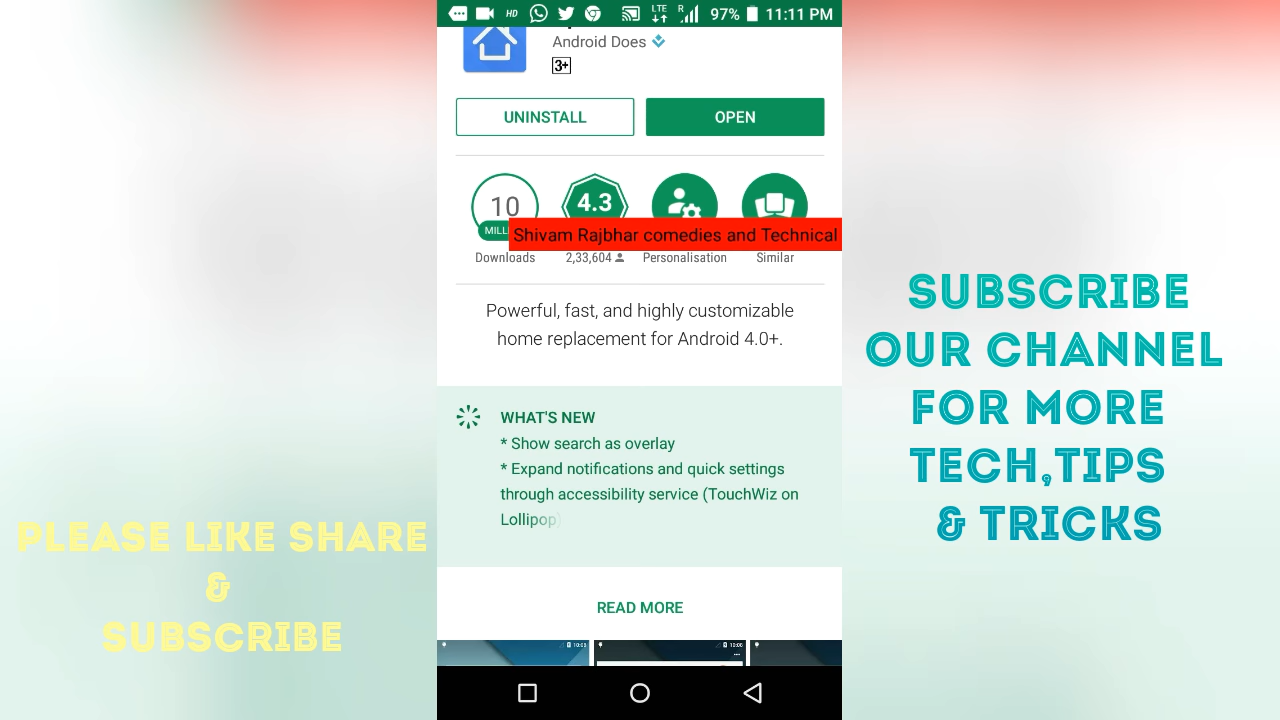 HD LTE R 97% 11:11 PM
Android Does
3+
UNINSTALL
OPEN
10
4.3
Shivam Rajbhar comedies and Technical
Downloads
2,33,604
Personalisation
Similar
Powerful, fast, and highly customizable
home replacement for Android 4.0+.
WHAT'S NEW
* Show search as overlay
* Expand notifications and quick settings
through accessibility service (TouchWiz on
Lollipop)
READ MORE
PLEASE LIKE SHARE
&
SUBSCRIBE
SUBSCRIBE
OUR CHANNEL
FOR MORE
TECH,TIPS
& TRICKS